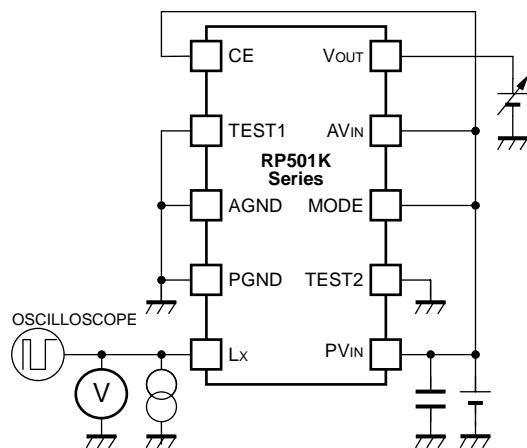 CE VOUT
TEST1 AVIN
RP501K
Series
AGND MODE
PGND TEST2
OSCILLOSCOPE
LX PVIN
V